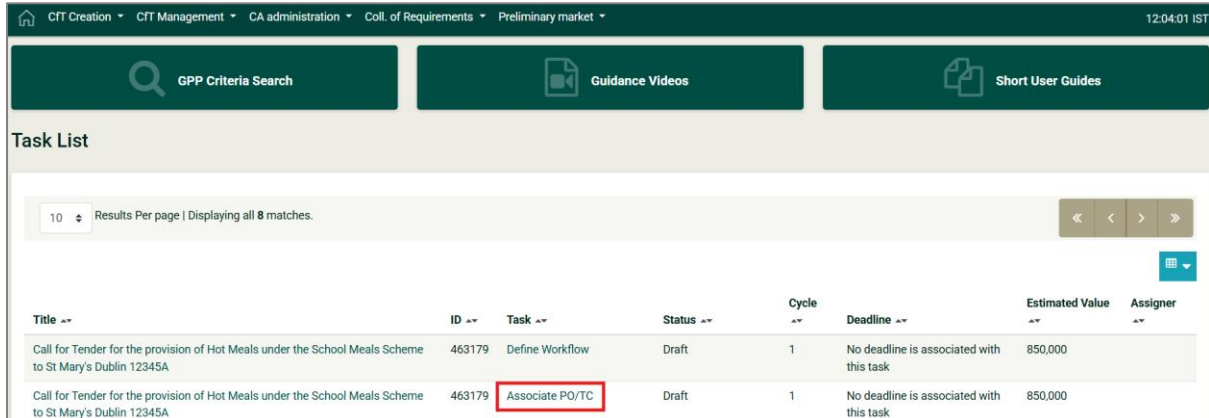 CfT Creation CfT Management CA administration Coll. of Requirements Preliminary market 12:04:01 IST
GPP Criteria Search Guidance Videos Short User Guides
Task List
10 Results Per page | Displaying all 8 matches.
« < > »
Title ID Task Status Cycle Deadline Estimated Value Assigner
Call for Tender for the provision of Hot Meals under the School Meals Scheme 463179 Define Workflow Draft 1 No deadline is associated with 850,000
to St Mary's Dublin 12345A this task
Call for Tender for the provision of Hot Meals under the School Meals Scheme 463179 Associate PO/TC Draft 1 No deadline is associated with 850,000
to St Mary's Dublin 12345A this task